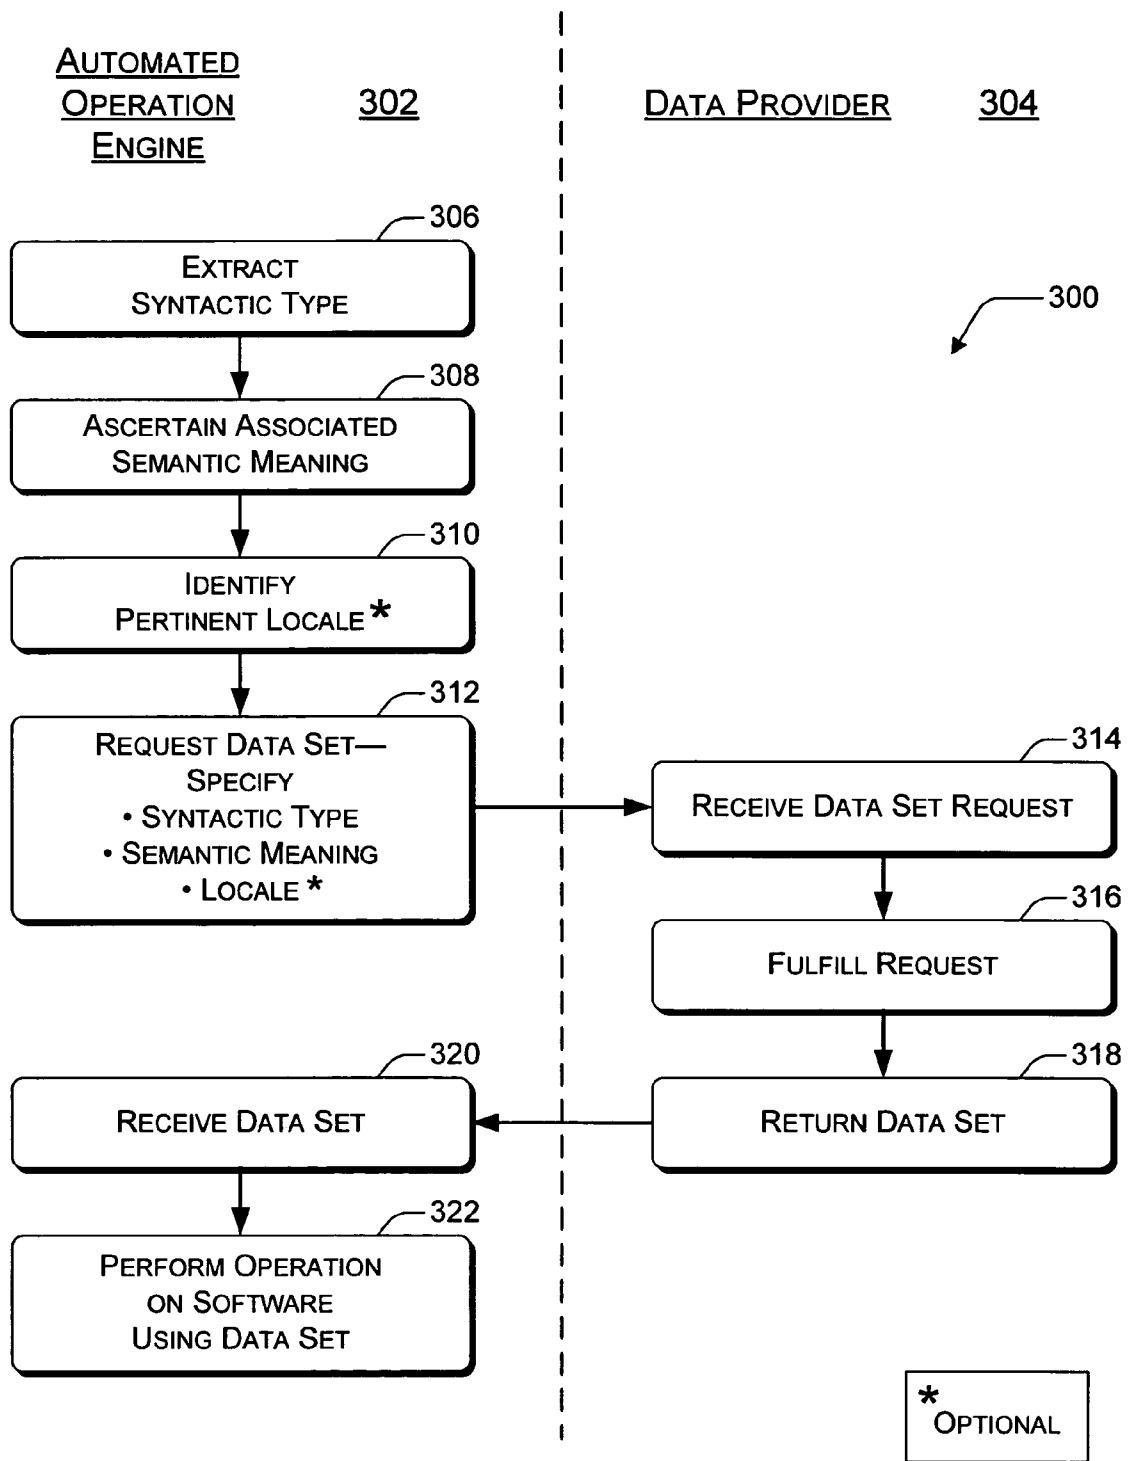 AUTOMATED
OPERATION
ENGINE
302
DATA PROVIDER
304
306
EXTRACT
SYNTACTIC TYPE
300
308
ASCERTAIN ASSOCIATED
SEMANTIC MEANING
310
IDENTIFY
PERTINENT LOCALE*
312
REQUEST DATA SET—
SPECIFY
• SYNTACTIC TYPE
• SEMANTIC MEANING
• LOCALE*
314
RECEIVE DATA SET REQUEST
316
FULFILL REQUEST
318
RETURN DATA SET
320
RECEIVE DATA SET
322
PERFORM OPERATION
ON SOFTWARE
USING DATA SET
*OPTIONAL